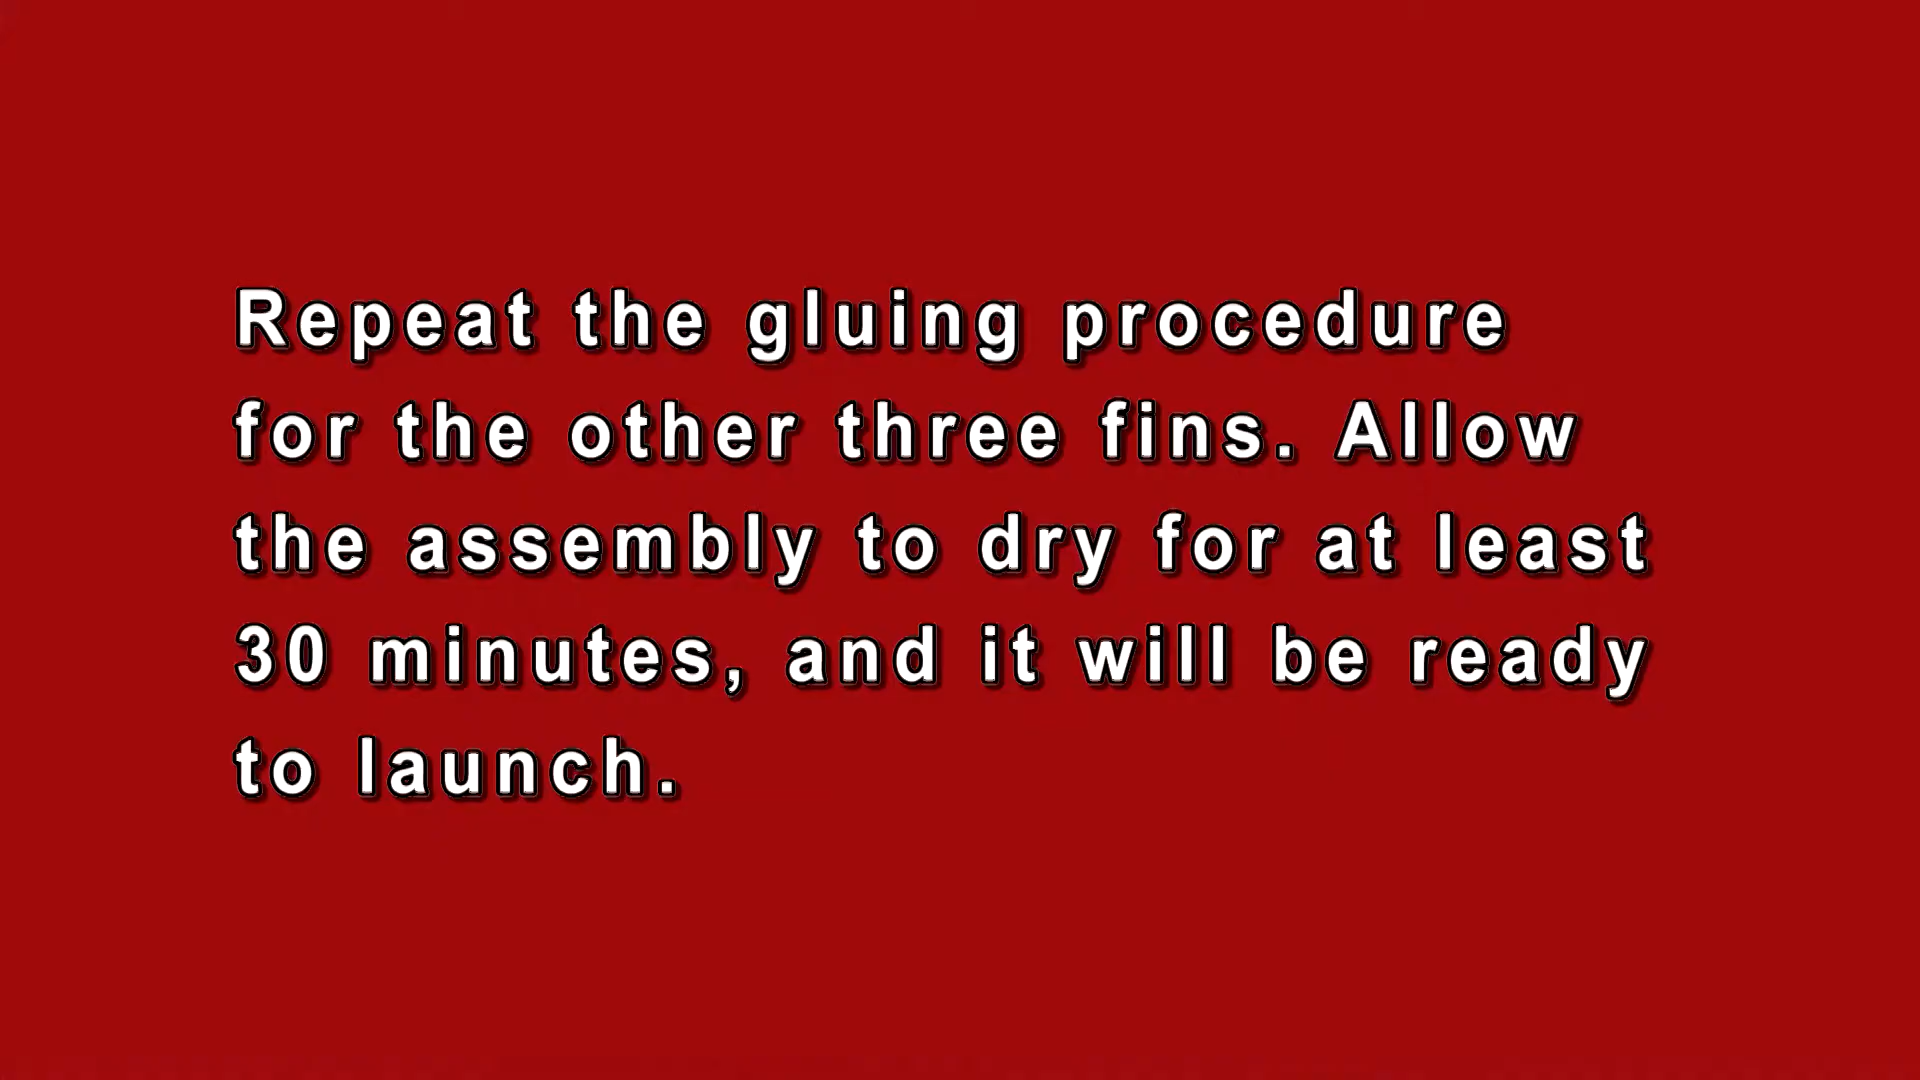 Repeat the gluing procedure
for the other three fins. Allow
the assembly to dry for at least
30 minutes, and it will be ready
to launch.